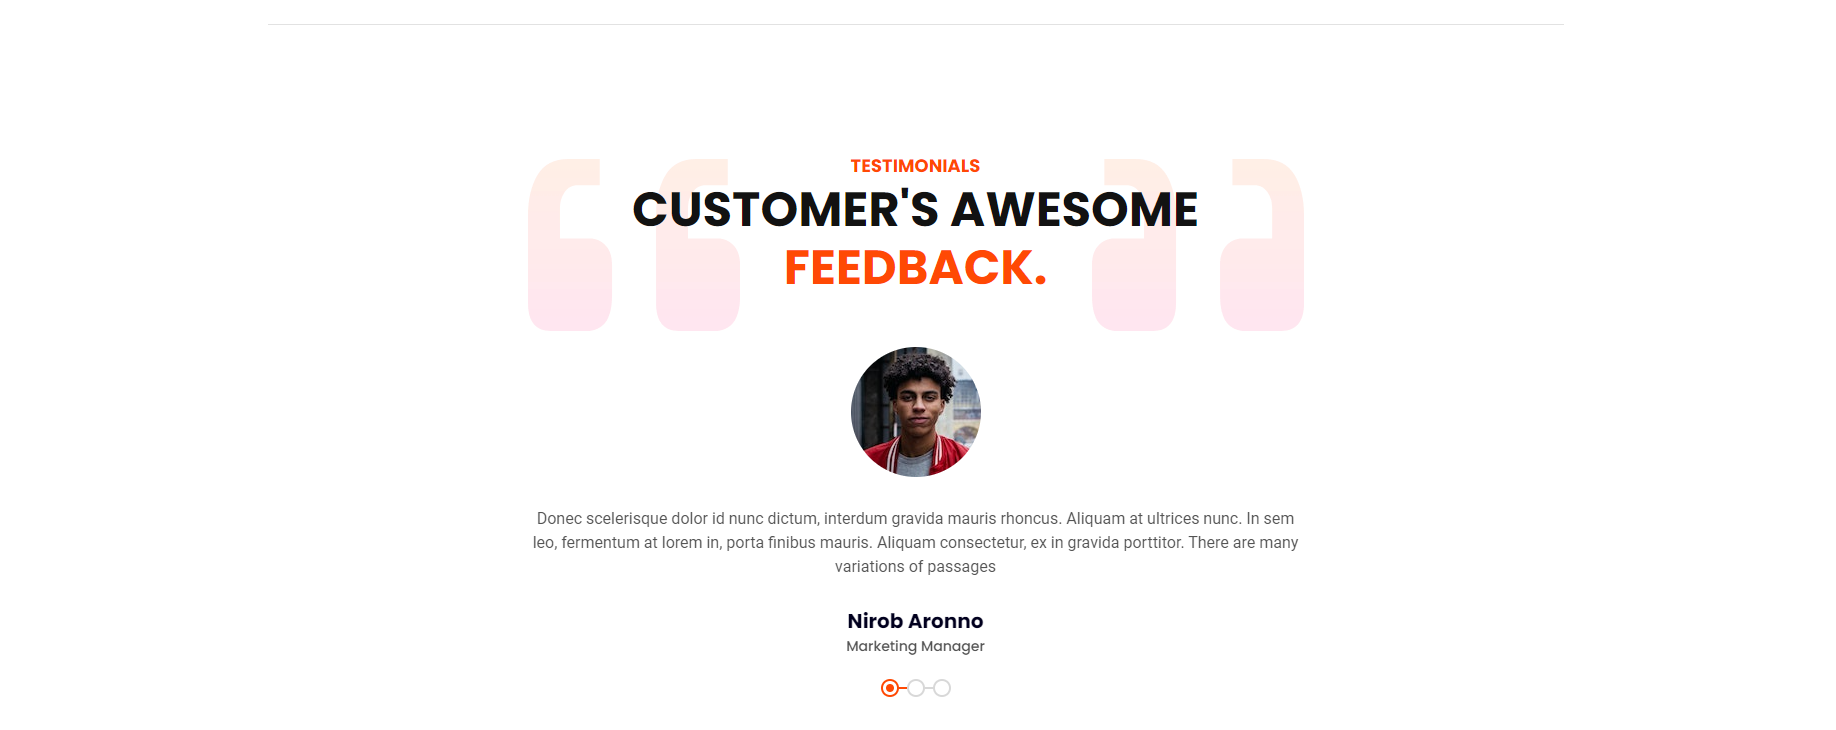 TESTIMONIALS
CUSTOMER'S AWESOME
FEEDBACK.
Donec scelerisque dolor id nunc dictum, interdum gravida mauris rhoncus. Aliquam at ultrices nunc. In sem
leo, fermentum at lorem in, porta finibus mauris. Aliquam consectetur, ex in gravida porttitor. There are many
variations of passages
Nirob Aronno
Marketing Manager